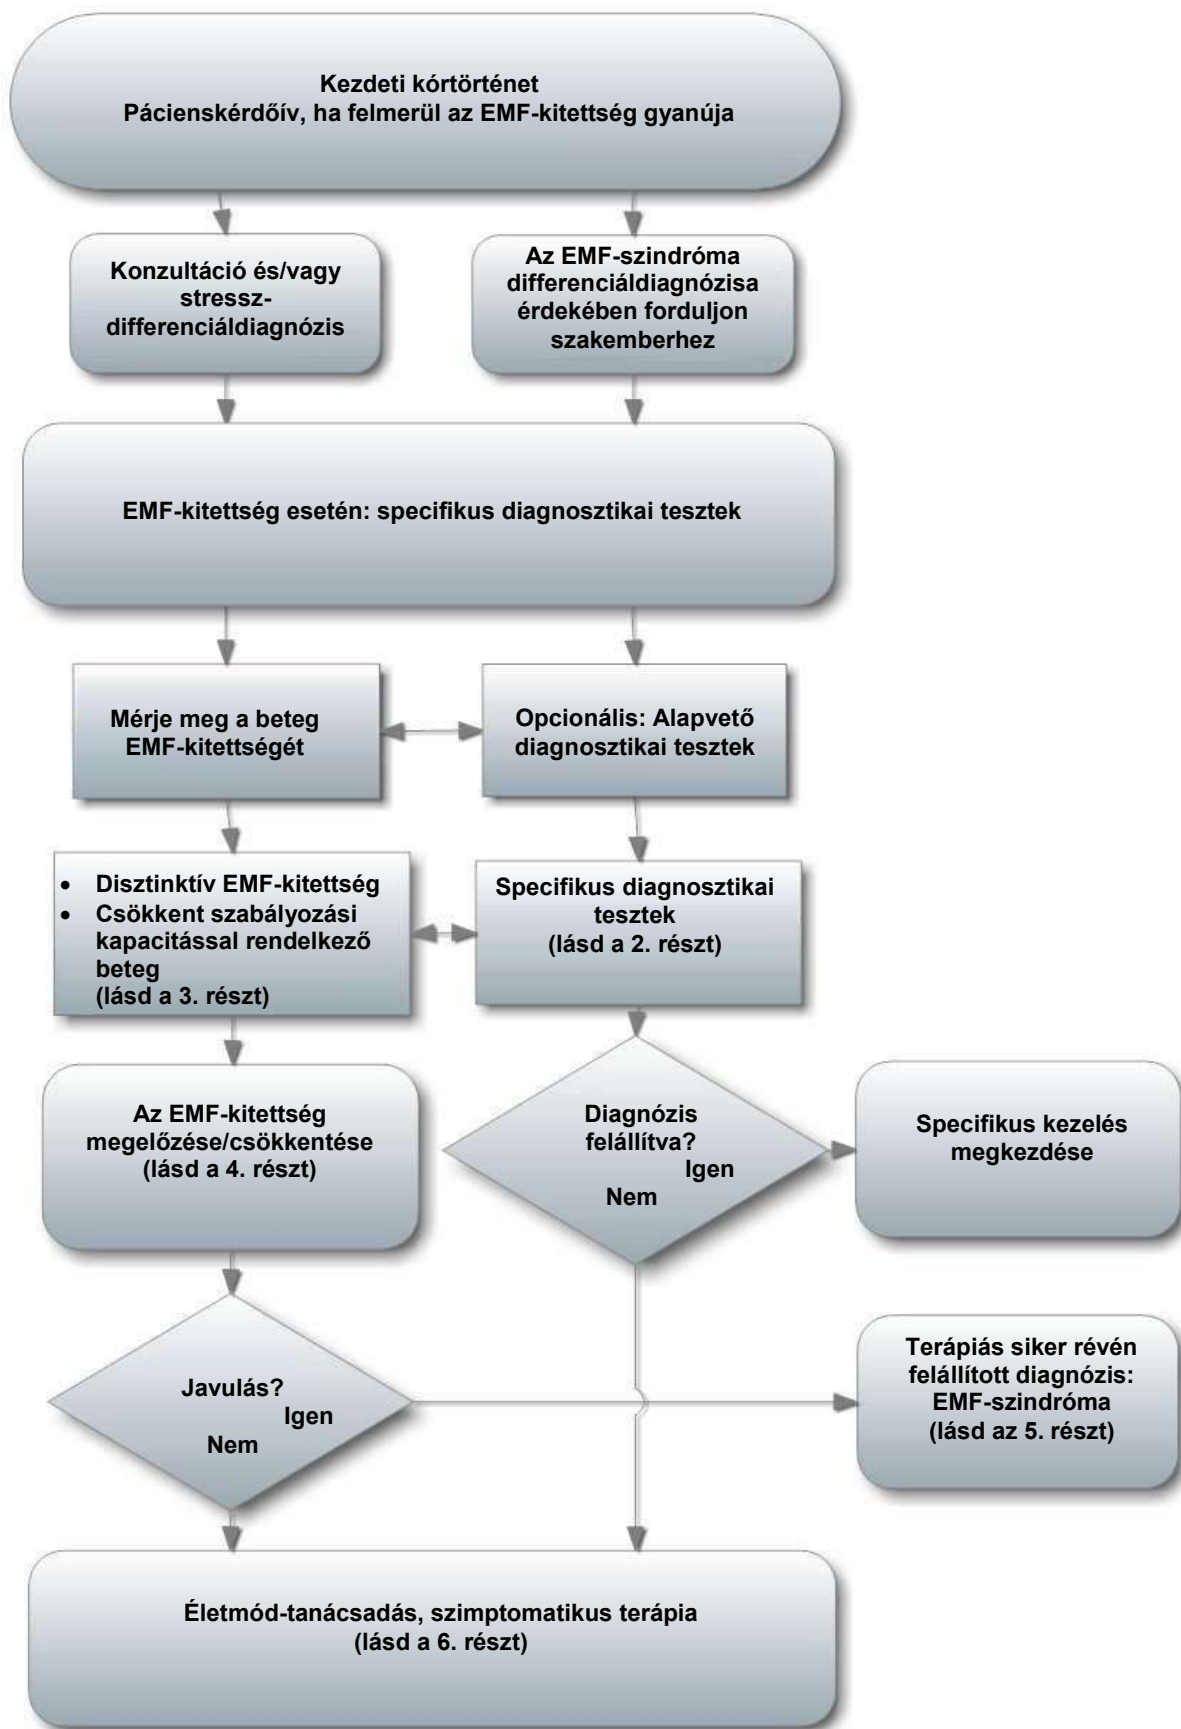 Kezdeti kórtörténet
Pácienskérdőív, ha felmerül az EMF-kitettség gyanúja
Konzultáció és/vagy
stressz-
differenciáldiagnózis
Az EMF-szindróma
differenciáldiagnózisa
érdekében forduljon
szakemberhez
EMF-kitettség esetén: specifikus diagnosztikai tesztek
Mérje meg a beteg
EMF-kitettségét
Opcionális: Alapvető
diagnosztikai tesztek
• Disztinktív EMF-kitettség
• Csökkent szabályozási
kapacitással rendelkező
beteg
(lásd a 3. részt)
Specifikus diagnosztikai
tesztek
(lásd a 2. részt)
Az EMF-kitettség
megelőzése/csökkentése
(lásd a 4. részt)
Diagnózis
felállítva?
Igen
Nem
Specifikus kezelés
megkezdése
Javulás?
Igen
Nem
Terápiás siker révén
felállított diagnózis:
EMF-szindróma
(lásd az 5. részt)
Életmód-tanácsadás, szimptomatikus terápia
(lásd a 6. részt)